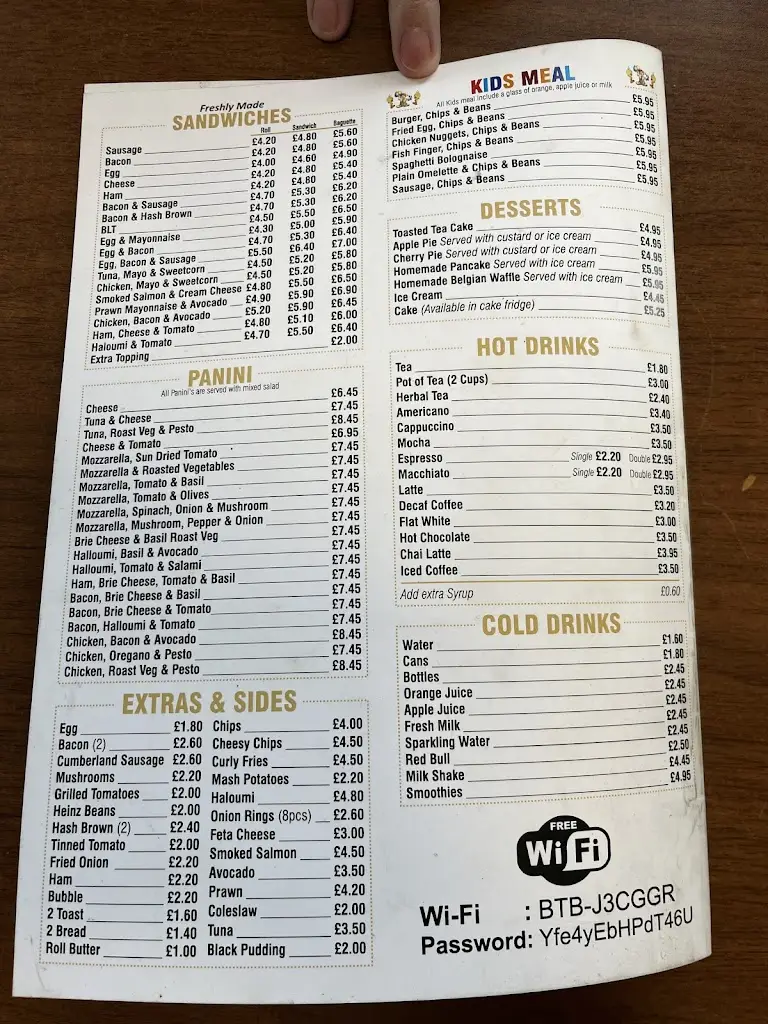 Freshly Made
SANDWICHES
Roll Sandwich Baguette
Sausage £4.20 £4.80 £5.60
Bacon £4.20 £4.80 £5.60
Egg £4.00 £4.60 £4.90
Cheese £4.20 £4.80 £5.40
Ham £4.20 £4.80 £5.40
Bacon & Sausage £4.70 £5.30 £6.20
Bacon & Hash Brown £4.70 £5.30 £6.20
BLT £4.50 £5.50 £6.50
Egg & Mayonnaise £4.30 £5.00 £5.90
Egg & Bacon £4.70 £5.30 £6.40
Egg, Bacon & Sausage £5.50 £6.40 £7.00
Tuna, Mayo & Sweetcorn £4.50 £5.20 £5.80
Chicken, Mayo & Sweetcorn £4.50 £5.20 £5.80
Smoked Salmon & Cream Cheese £4.80 £5.50 £6.50
Prawn Mayonnaise & Avocado £4.90 £5.90 £6.90
Chicken, Bacon & Avocado £5.20 £5.90 £6.45
Ham, Cheese & Tomato £4.80 £5.10 £6.00
Haloumi & Tomato £4.70 £5.50 £6.40
Extra Topping £2.00
PANINI
All Panini's are served with mixed salad
Cheese £6.45
Tuna & Cheese £7.45
Tuna, Roast Veg & Pesto £8.45
Cheese & Tomato £6.95
Mozzarella, Sun Dried Tomato £7.45
Mozzarella & Roasted Vegetables £7.45
Mozzarella, Tomato & Basil £7.45
Mozzarella, Tomato & Olives £7.45
Mozzarella, Spinach, Onion & Mushroom £7.45
Mozzarella, Mushroom, Pepper & Onion £7.45
Brie Cheese & Basil Roast Veg £7.45
Halloumi, Basil & Avocado £7.45
Halloumi, Tomato & Salami £7.45
Ham, Brie Cheese, Tomato & Basil £7.45
Bacon, Brie Cheese & Basil £7.45
Bacon, Brie Cheese & Tomato £7.45
Bacon, Halloumi & Tomato £7.45
Chicken, Bacon & Avocado £8.45
Chicken, Oregano & Pesto £7.45
Chicken, Roast Veg & Pesto £8.45
EXTRAS & SIDES
Egg £1.80
Bacon (2) £2.60
Cumberland Sausage £2.60
Mushrooms £2.20
Grilled Tomatoes £2.00
Heinz Beans £2.00
Hash Brown (2) £2.40
Tinned Tomato £2.00
Fried Onion £2.20
Ham £2.20
Bubble £2.20
2 Toast £1.60
2 Bread £1.40
Roll Butter £1.00
Chips £4.00
Cheesy Chips £4.50
Curly Fries £4.50
Mash Potatoes £2.20
Haloumi £4.80
Onion Rings (8pcs) £2.60
Feta Cheese £3.00
Smoked Salmon £4.50
Avocado £3.50
Prawn £4.20
Coleslaw £2.00
Tuna £3.50
Black Pudding £2.00
KIDS MEAL
All Kids meal include a glass of orange, apple juice or milk
Burger, Chips & Beans £5.95
Fried Egg, Chips & Beans £5.95
Chicken Nuggets, Chips & Beans £5.95
Fish Finger, Chips & Beans £5.95
Spaghetti Bolognaise £5.95
Plain Omelette & Chips & Beans £5.95
Sausage, Chips & Beans £5.95
DESSERTS
Toasted Tea Cake £4.95
Apple Pie Served with custard or ice cream £4.95
Cherry Pie Served with custard or ice cream £4.95
Homemade Pancake Served with ice cream £5.95
Homemade Belgian Waffle Served with ice cream £5.95
Ice Cream £4.45
Cake (Available in cake fridge) £5.25
HOT DRINKS
Tea £1.80
Pot of Tea (2 Cups) £3.00
Herbal Tea £2.40
Americano £3.40
Cappuccino £3.50
Mocha £3.50
Espresso Single £2.20 Double £2.95
Macchiato Single £2.20 Double £2.95
Latte £3.50
Decaf Coffee £3.20
Flat White £3.00
Hot Chocolate £3.50
Chai Latte £3.95
Iced Coffee £3.50
Add extra Syrup £0.60
COLD DRINKS
Water £1.60
Cans £1.80
Bottles £2.45
Orange Juice £2.45
Apple Juice £2.45
Fresh Milk £2.45
Sparkling Water £2.45
Red Bull £2.50
Milk Shake £4.45
Smoothies £4.95
FREE
Wi Fi
Wi-Fi : BTB-J3CGGR
Password: Yfe4yEbHPdT46U